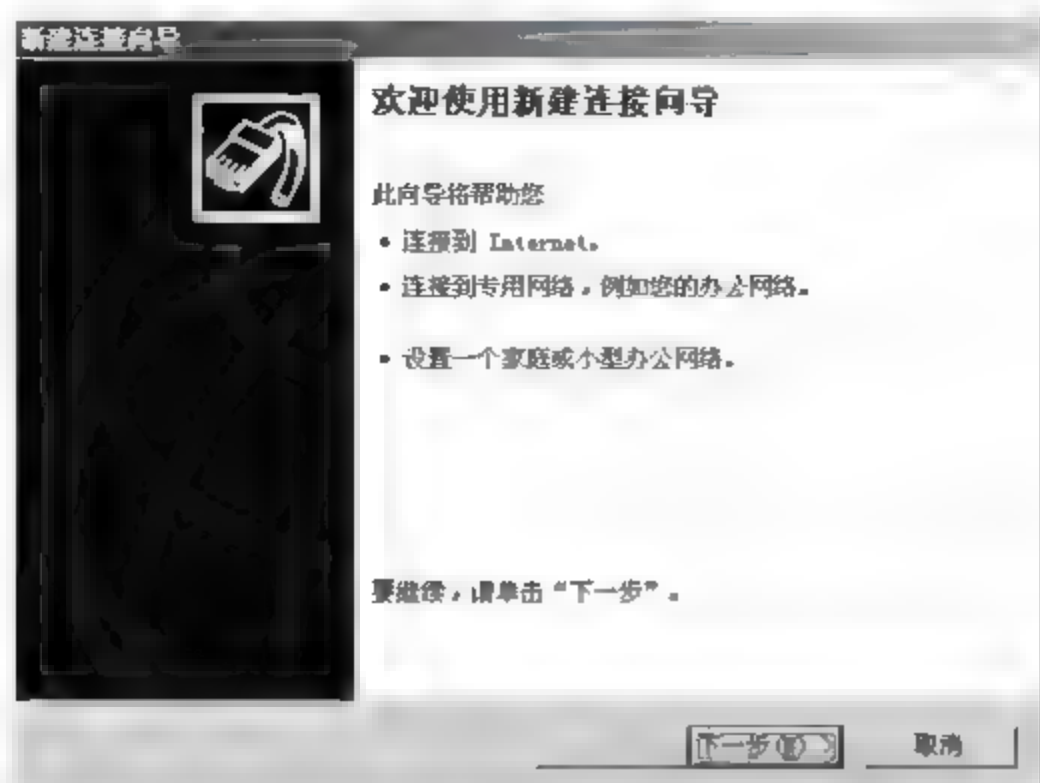 新建连接向导
欢迎使用新建连接向导
此向导将帮助您
• 连接到 Internet。
• 连接到专用网络，例如您的办公网络。
• 设置一个家庭或小型办公网络。
要继续，请单击“下一步”。
下一步(N) >
取消